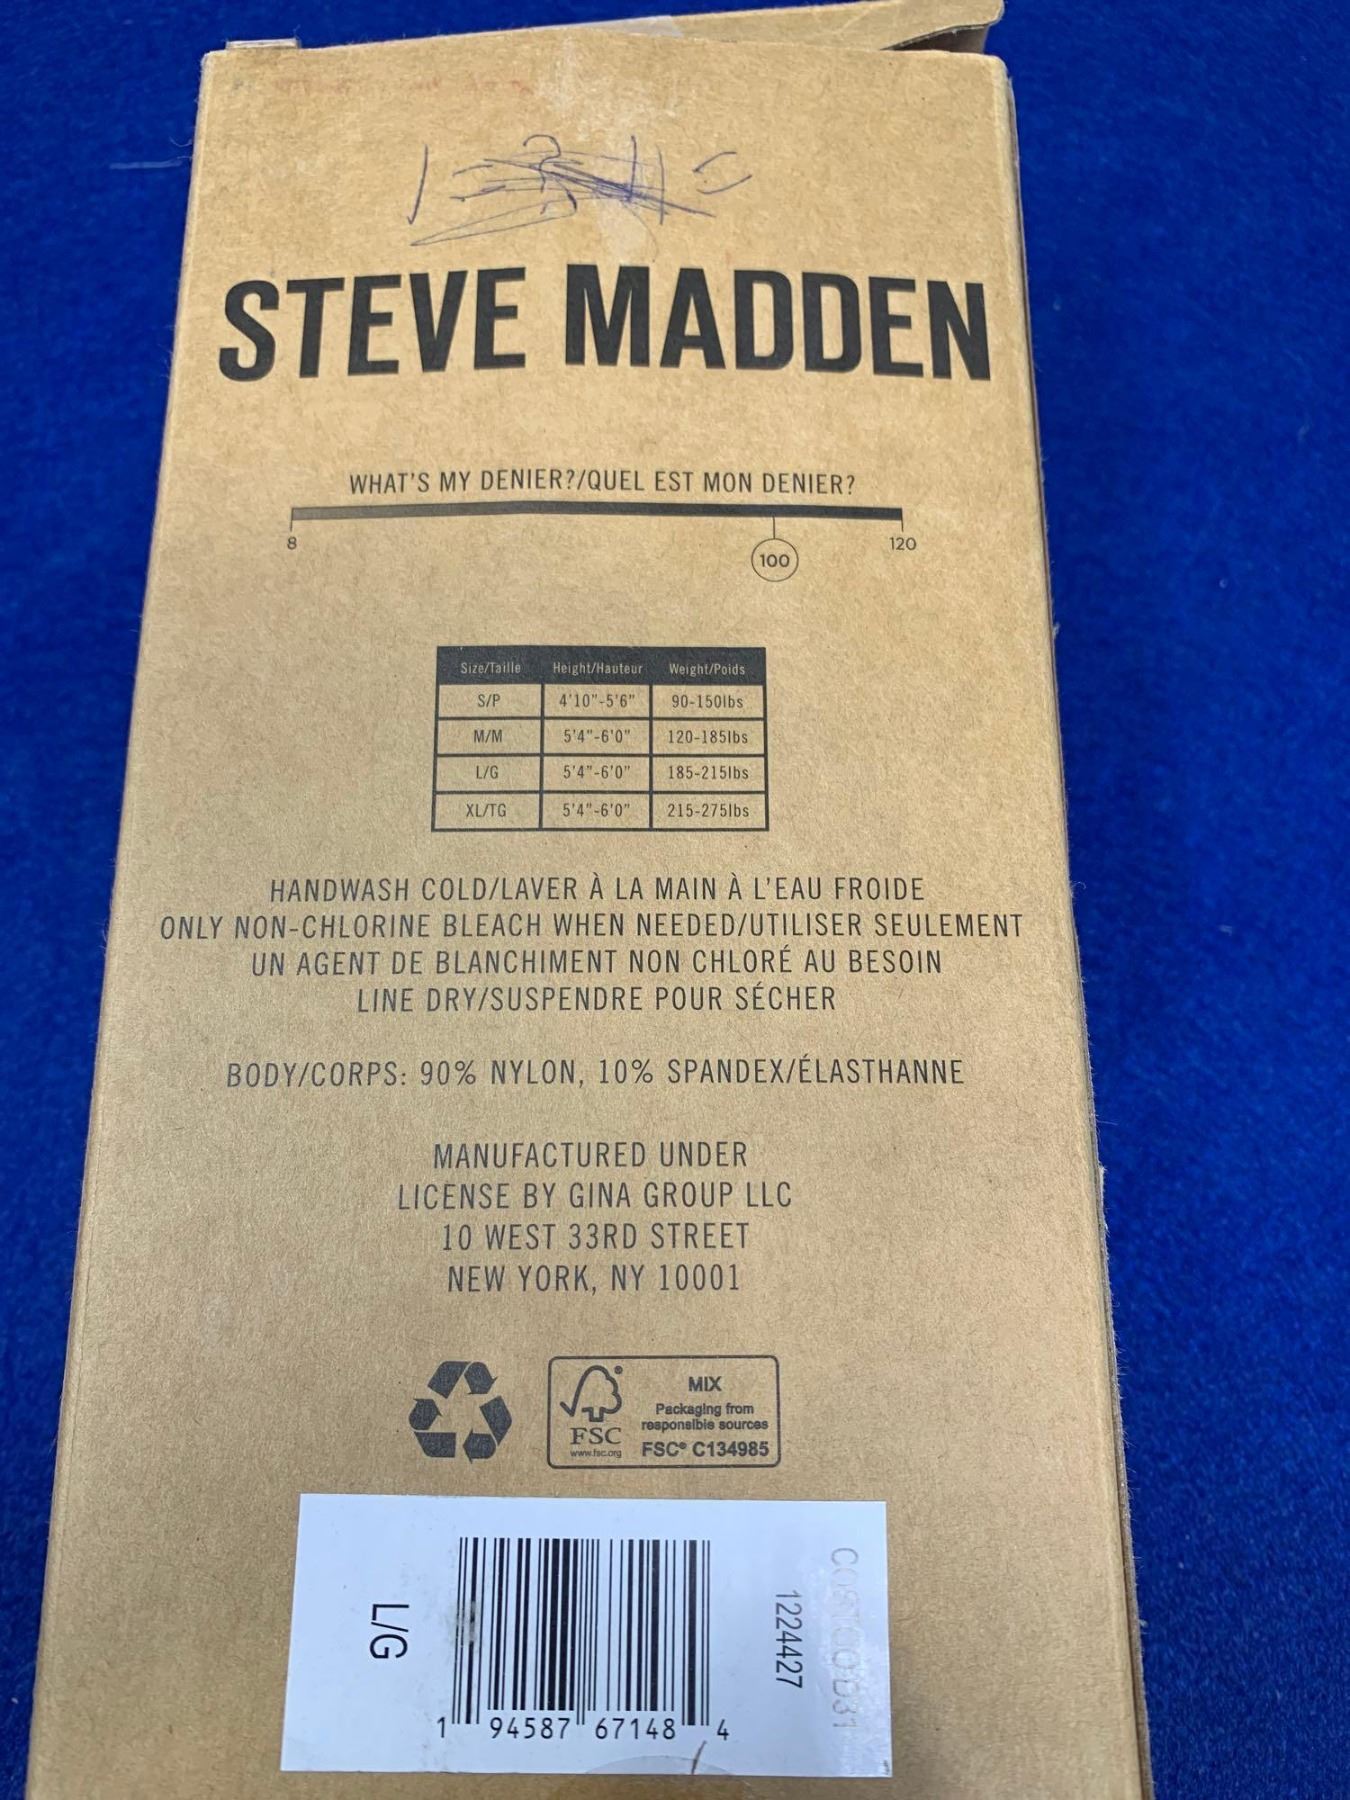 STEVE MADDEN
WHAT'S MY DENIER?/QUEL EST MON DENIER?
8 100 120
Size/Taille Height/Hauteur Weight/Poids
S/P 4'10"-5'6" 90-150lbs
M/M 5'4"-6'0" 120-185lbs
L/G 5'4"-6'0" 185-215lbs
XL/TG 5'4"-6'0" 215-275lbs
HANDWASH COLD/LAVER À LA MAIN À L'EAU FROIDE
ONLY NON-CHLORINE BLEACH WHEN NEEDED/UTILISER SEULEMENT
UN AGENT DE BLANCHIMENT NON CHLORÉ AU BESOIN
LINE DRY/SUSPENDRE POUR SÉCHER
BODY/CORPS: 90% NYLON, 10% SPANDEX/ÉLASTHANNE
MANUFACTURED UNDER
LICENSE BY GINA GROUP LLC
10 WEST 33RD STREET
NEW YORK, NY 10001
FSC
www.fsc.org
MIX
Packaging from
responsible sources
FSC® C134985
L/G
1 94587 67148 4
1224427
COSTCO D31